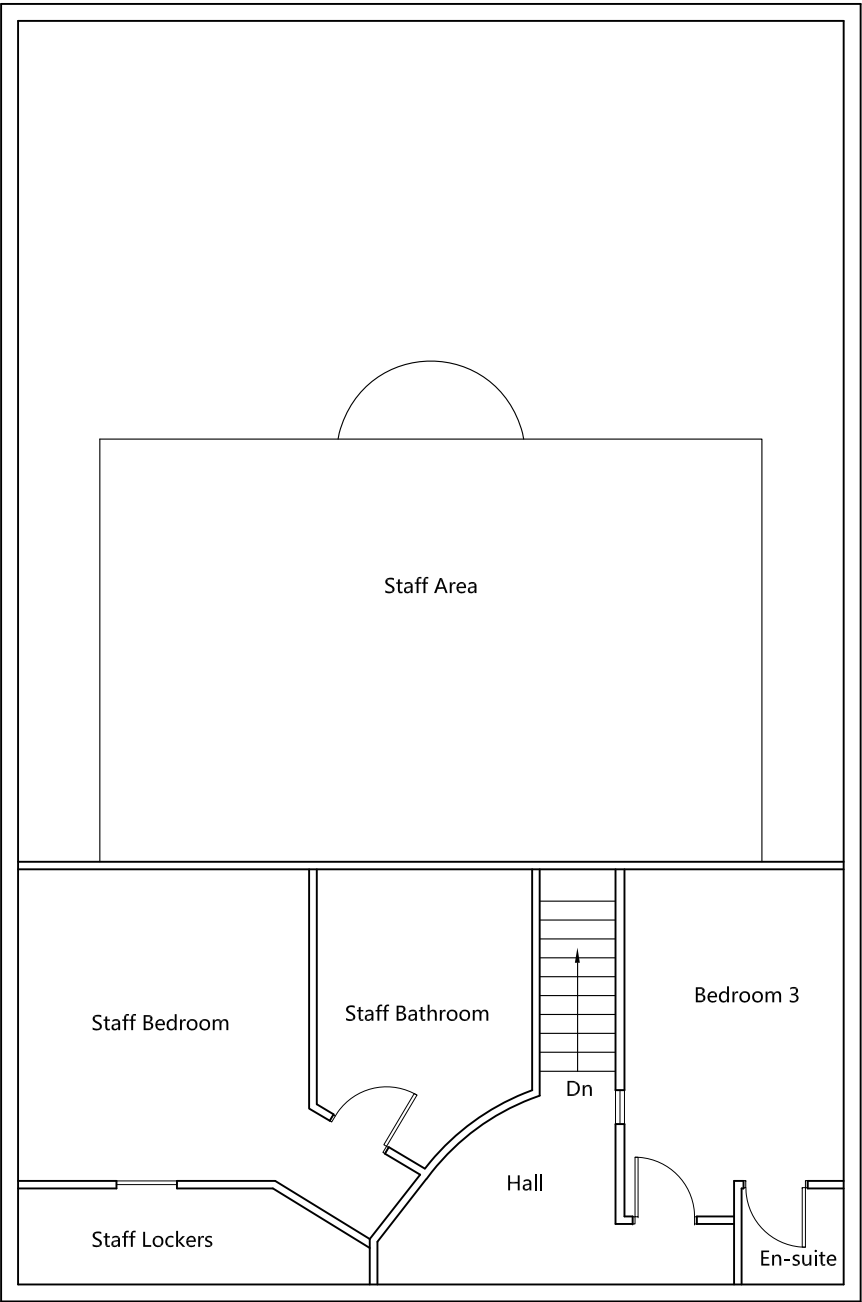 Staff Area
Bedroom 3
Staff Bathroom
Staff Bedroom
Dn
Hall
Staff Lockers
En-suite